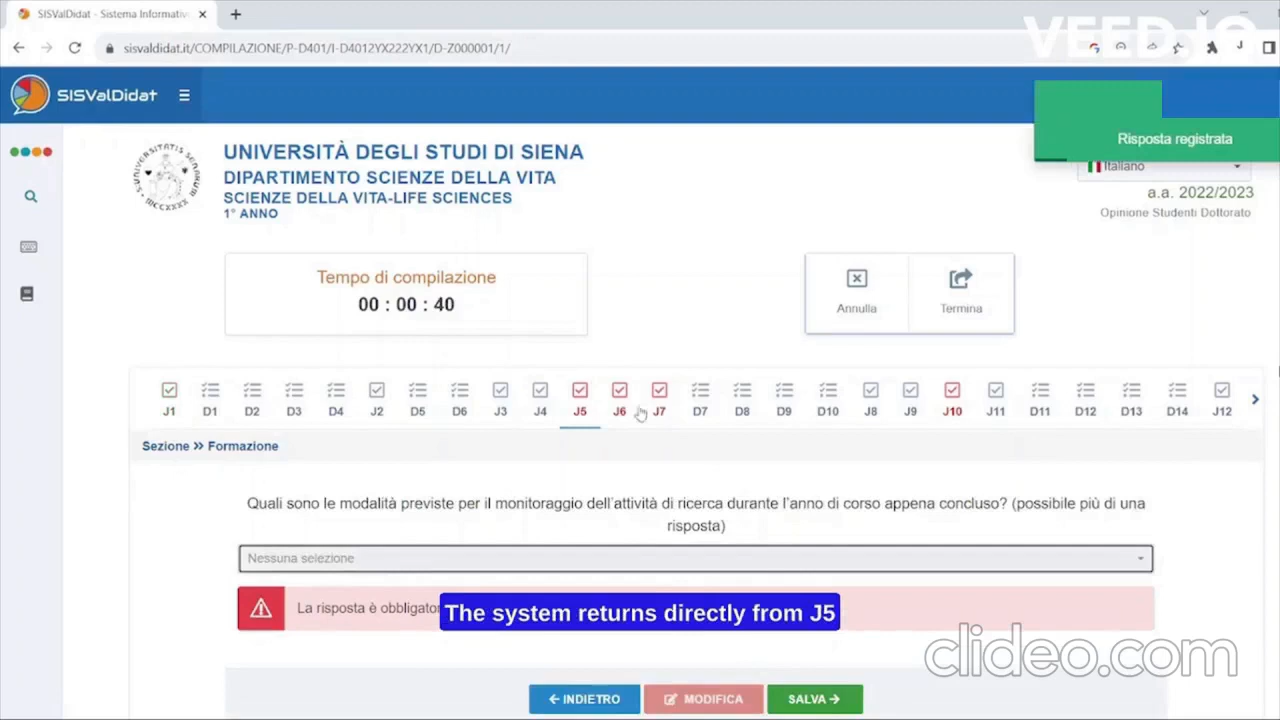 SISValDidat - Sistema Informativ
VEED.IO
sisvaldidat.it/COMPILAZIONE/P-D401/I-D4012YX222YX1/D-Z000001/1/
J
SISValDidat
Risposta registrata
UNIVERSITÀ DEGLI STUDI DI SIENA
DIPARTIMENTO SCIENZE DELLA VITA
SCIENZE DELLA VITA-LIFE SCIENCES
1° ANNO
Italiano
a.a. 2022/2023
Opinione Studenti Dottorato
Tempo di compilazione
00 : 00 : 40
Annulla
Termina
J1 D1 D2 D3 D4 J2 D5 D6 J3 J4 J5 J6 J7 D7 D8 D9 D10 J8 J9 J10 J11 D11 D12 D13 D14 J12
Sezione » Formazione
Quali sono le modalità previste per il monitoraggio dell'attività di ricerca durante l'anno di corso appena concluso? (possibile più di una
risposta)
Nessuna selezione
La risposta è obbligator
The system returns directly from J5
clideo.com
INDIETRO
MODIFICA
SALVA